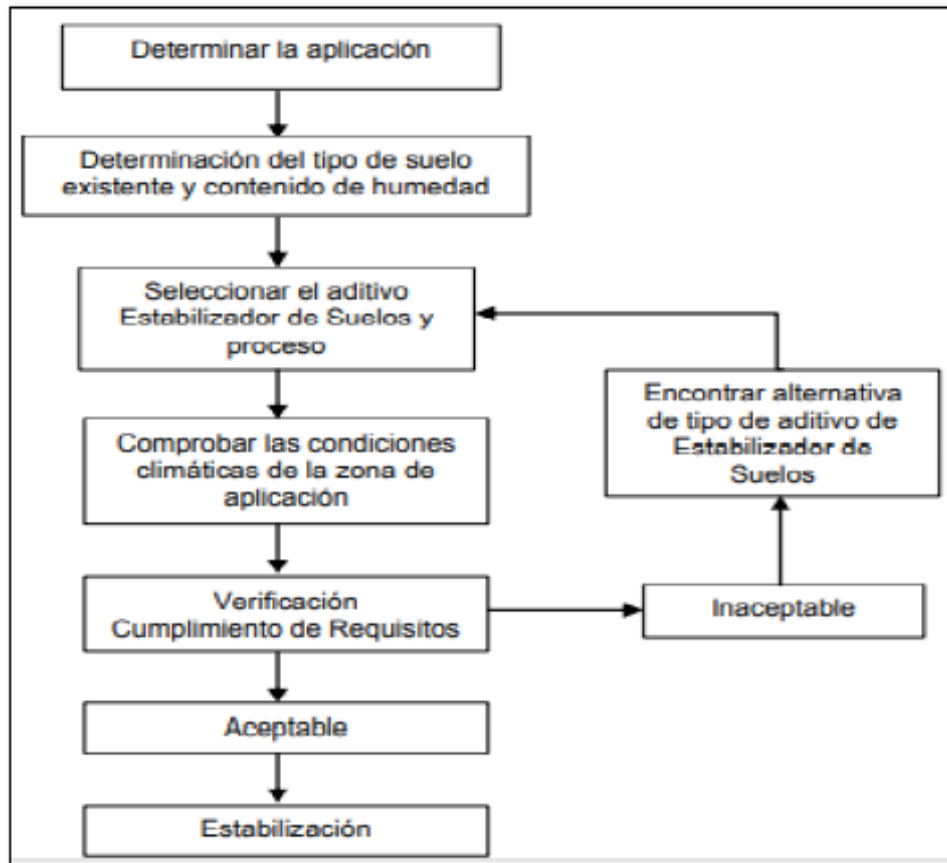 Determinar la aplicación
Determinación del tipo de suelo
existente y contenido de humedad
Seleccionar el aditivo
Estabilizador de Suelos y
proceso
Comprobar las condiciones
climáticas de la zona de
aplicación
Verificación
Cumplimiento de Requisitos
Aceptable
Estabilización
Inaceptable
Encontrar alternativa
de tipo de aditivo de
Estabilizador de
Suelos